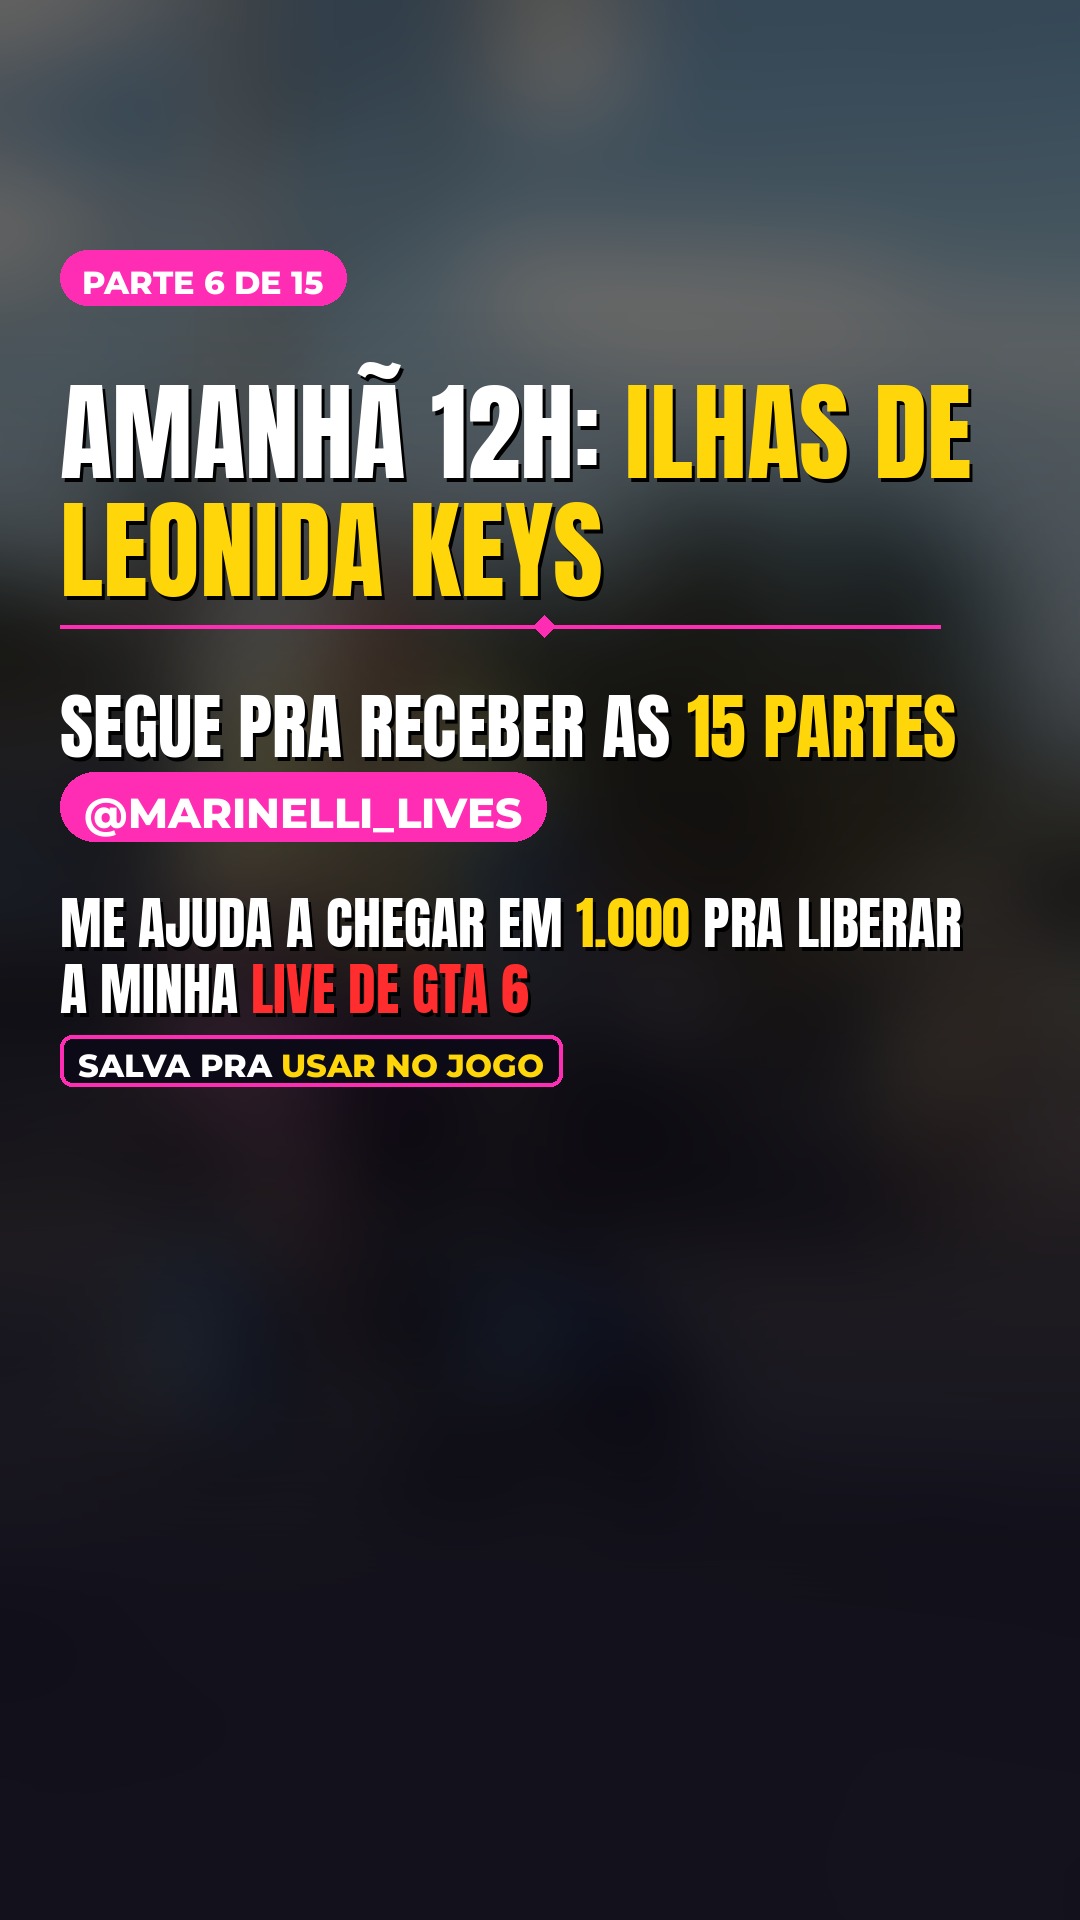 PARTE 6 DE 15
AMANHÃ 12H: ILHAS DE
LEONIDA KEYS
SEGUE PRA RECEBER AS 15 PARTES
@MARINELLI_LIVES
ME AJUDA A CHEGAR EM 1.000 PRA LIBERAR
A MINHA LIVE DE GTA 6
SALVA PRA USAR NO JOGO